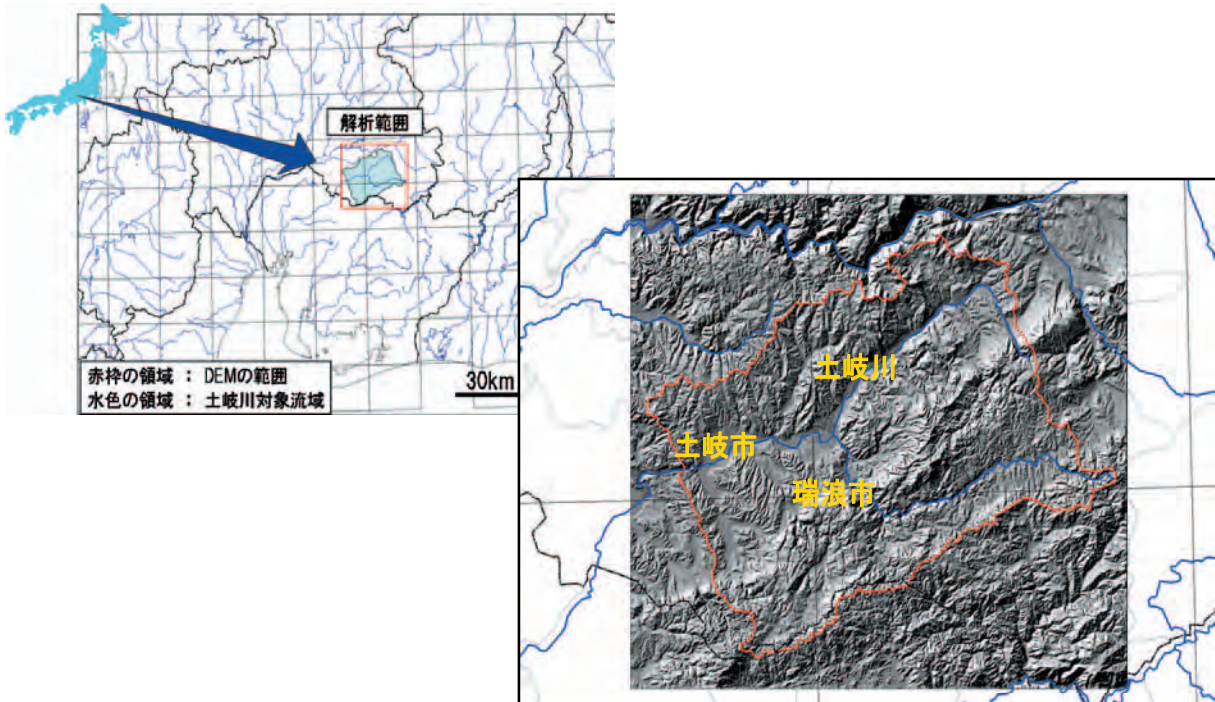 解析範囲
赤枠の領域 : DEMの範囲
水色の領域 : 土岐川対象流域
30km
土岐川
土岐市
瑞浪市